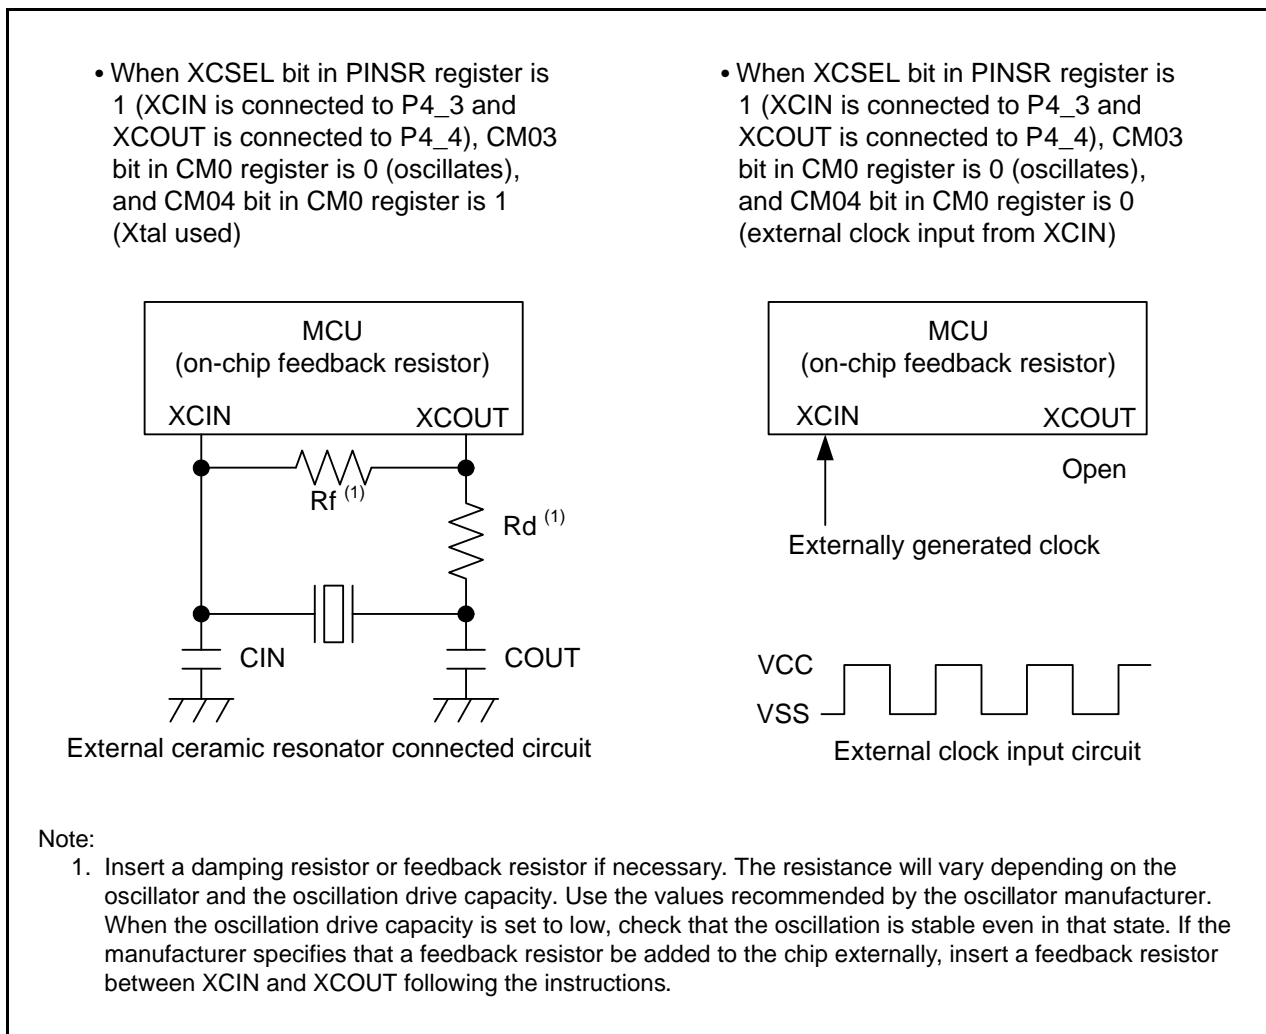 • When XCSEL bit in PINSR register is
1 (XCIN is connected to P4_3 and
XCOUT is connected to P4_4), CM03
bit in CM0 register is 0 (oscillates),
and CM04 bit in CM0 register is 1
(Xtal used)
MCU
(on-chip feedback resistor)
XCIN
XCOUT
Rf (1)
Rd (1)
CIN
COUT
External ceramic resonator connected circuit
• When XCSEL bit in PINSR register is
1 (XCIN is connected to P4_3 and
XCOUT is connected to P4_4), CM03
bit in CM0 register is 0 (oscillates),
and CM04 bit in CM0 register is 0
(external clock input from XCIN)
MCU
(on-chip feedback resistor)
XCIN
XCOUT
Open
Externally generated clock
VCC
VSS
External clock input circuit
Note:
1. Insert a damping resistor or feedback resistor if necessary. The resistance will vary depending on the
oscillator and the oscillation drive capacity. Use the values recommended by the oscillator manufacturer.
When the oscillation drive capacity is set to low, check that the oscillation is stable even in that state. If the
manufacturer specifies that a feedback resistor be added to the chip externally, insert a feedback resistor
between XCIN and XCOUT following the instructions.